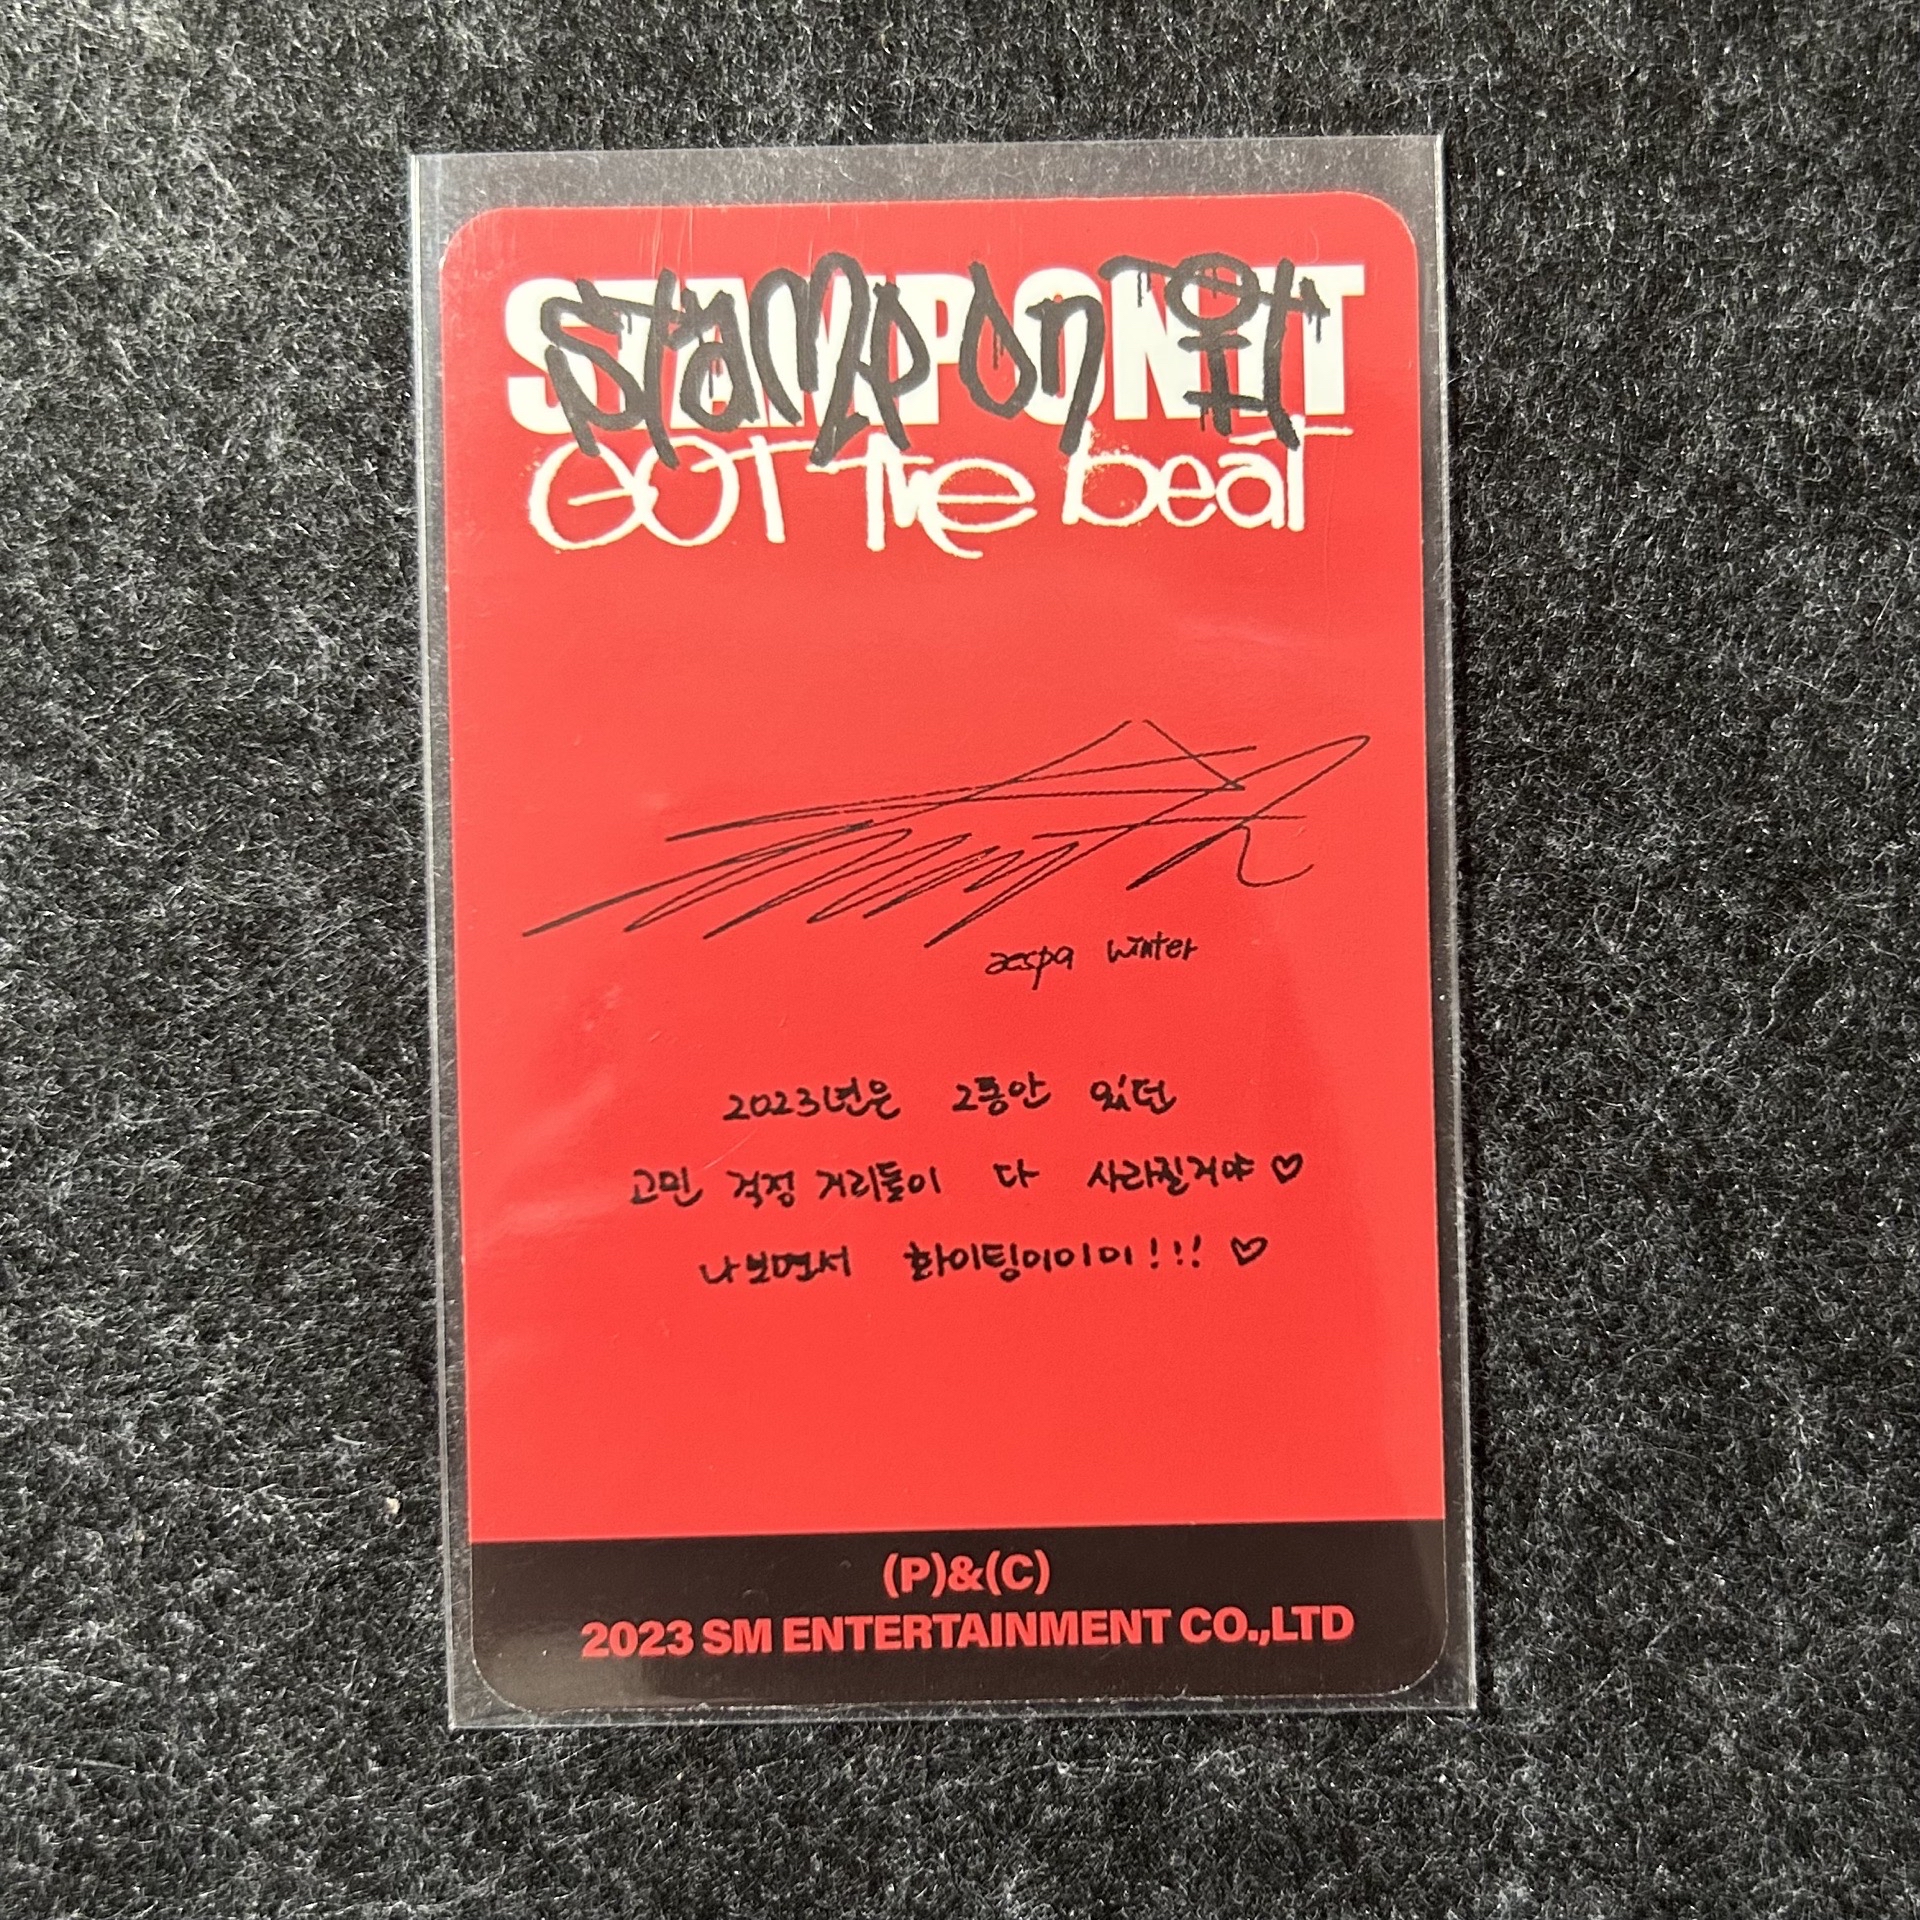 STAMP ON IT
stamp on it
GOT the beat
aespa winter
2023년은 그동안 있던
고민 걱정 거리들이 다 사라질거야♡
나보면서 화이팅이이이!!!♡
(P)&(C)
2023 SM ENTERTAINMENT CO.,LTD